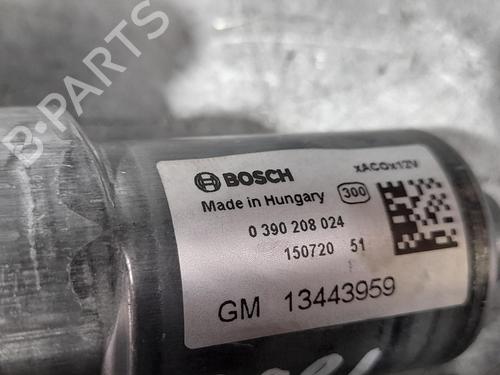 B-PARTS
BOSCH xACOx12V
Made in Hungary 300
0 390 208 024
150720 51
GM 13443959